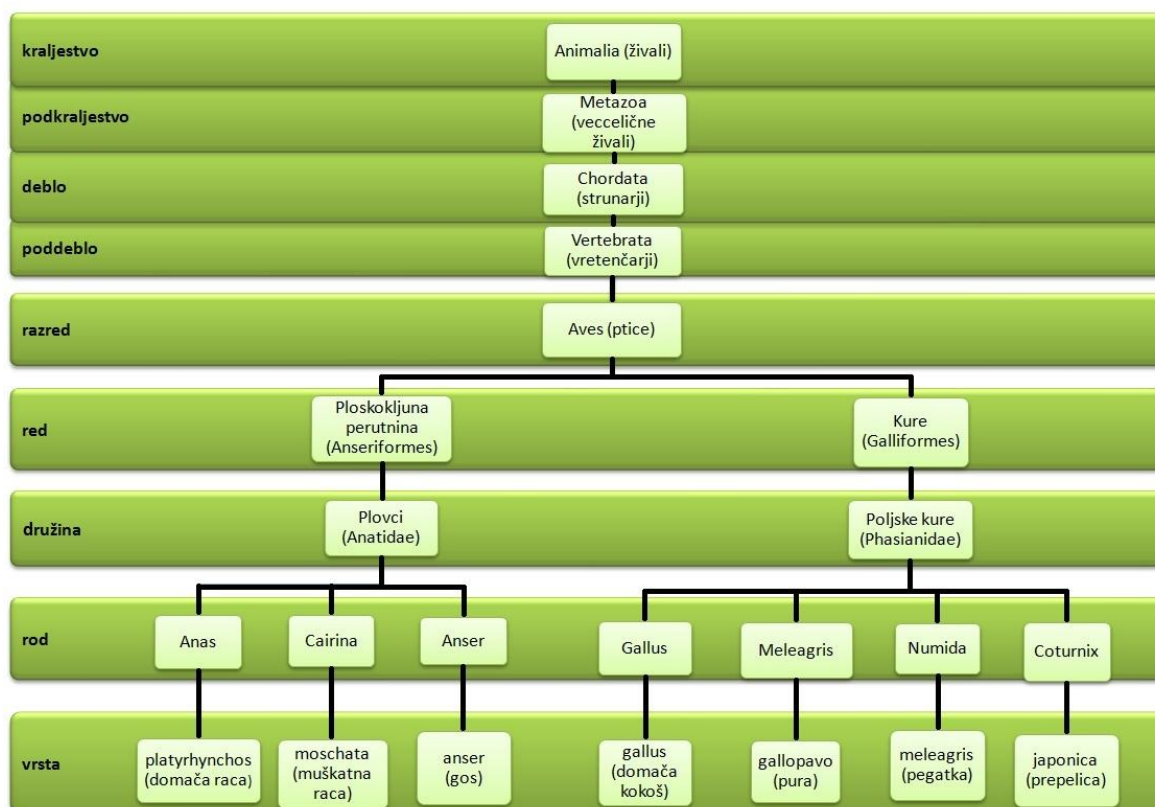 kraljestvo
Animalia (živali)
podkraljestvo
Metazoa
(veccelične
živali)
deblo
Chordata
(strunarji)
poddeblo
Vertebrata
(vretenčarji)
razred
Aves (ptice)
red
Ploskokljuna
perutnina
(Anseriformes)
Kure
(Galliformes)
družina
Plovci
(Anatidae)
Poljske kure
(Phasianidae)
rod
Anas
Cairina
Anser
Gallus
Meleagris
Numida
Coturnix
vrsta
platyrhynchos
(domača raca)
moschata
(muškatna
raca)
anser
(gos)
gallus
(domača
kokoš)
gallopavo
(pura)
meleagris
(pegatka)
japonica
(prepelica)